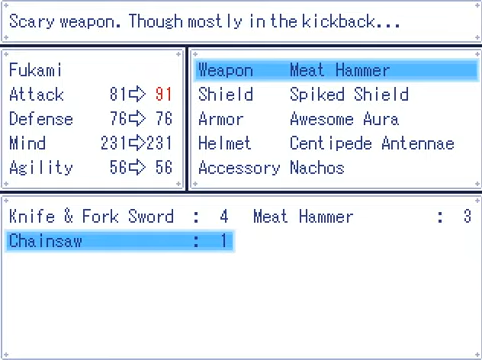 Scary weapon. Though mostly in the kickback...
Fukami
Attack 81⇨ 91
Defense 76⇨ 76
Mind 231⇨231
Agility 56⇨ 56
Weapon Meat Hammer
Shield Spiked Shield
Armor Awesome Aura
Helmet Centipede Antennae
Accessory Nachos
Knife & Fork Sword : 4 Meat Hammer : 3
Chainsaw : 1